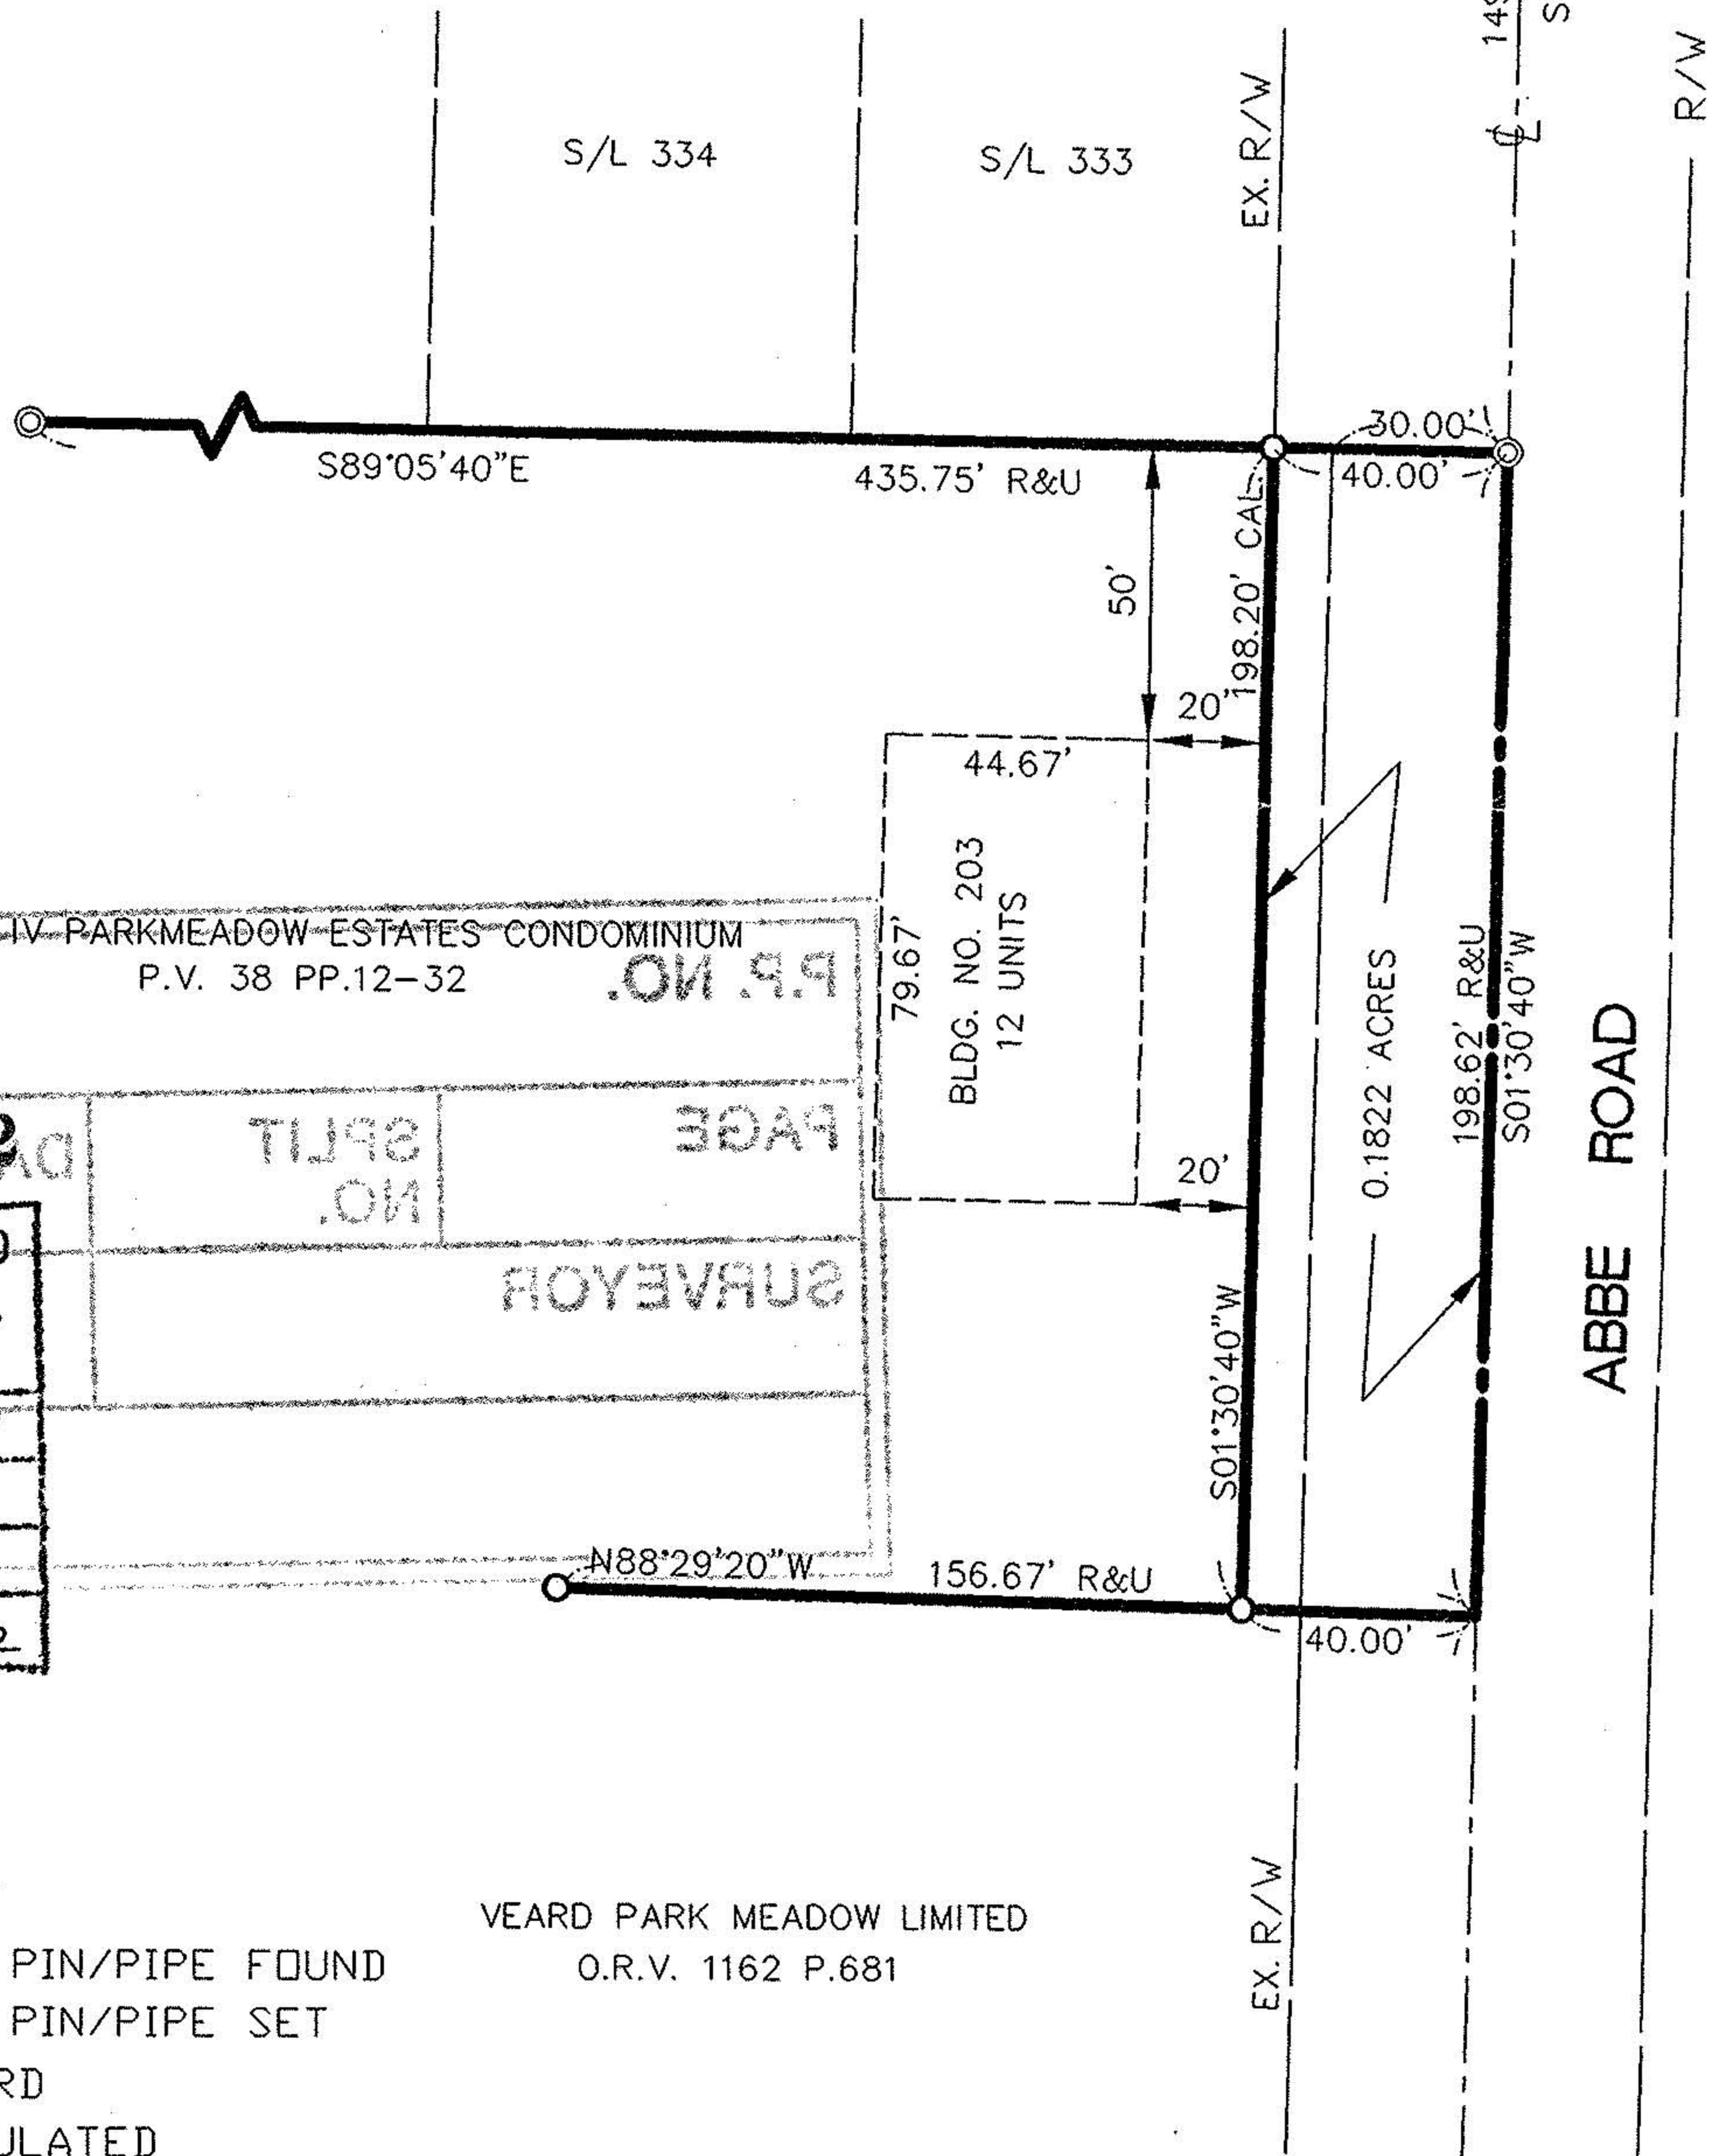 S/L 334
S/L 333
EX. R/W
R/W
S89°05'40"E
435.75' R&U
30.00'
40.00'
198.20' CAL.
50'
20'
44.67'
BLDG. NO. 203
12 UNITS
79.67'
IV PARKMEADOW ESTATES CONDOMINIUM
P.V. 38 PP.12-32
P.P. NO.
PAGE
SPLIT
NO.
SURVEYOR
20'
0.1822 ACRES
198.62' R&U
S01°30'40"W
ABBE ROAD
S01°30'40"W
N88°29'20"W
156.67' R&U
40.00'
EX. R/W
VEARD PARK MEADOW LIMITED
O.R.V. 1162 P.681
PIN/PIPE FOUND
PIN/PIPE SET
RD
ULATED